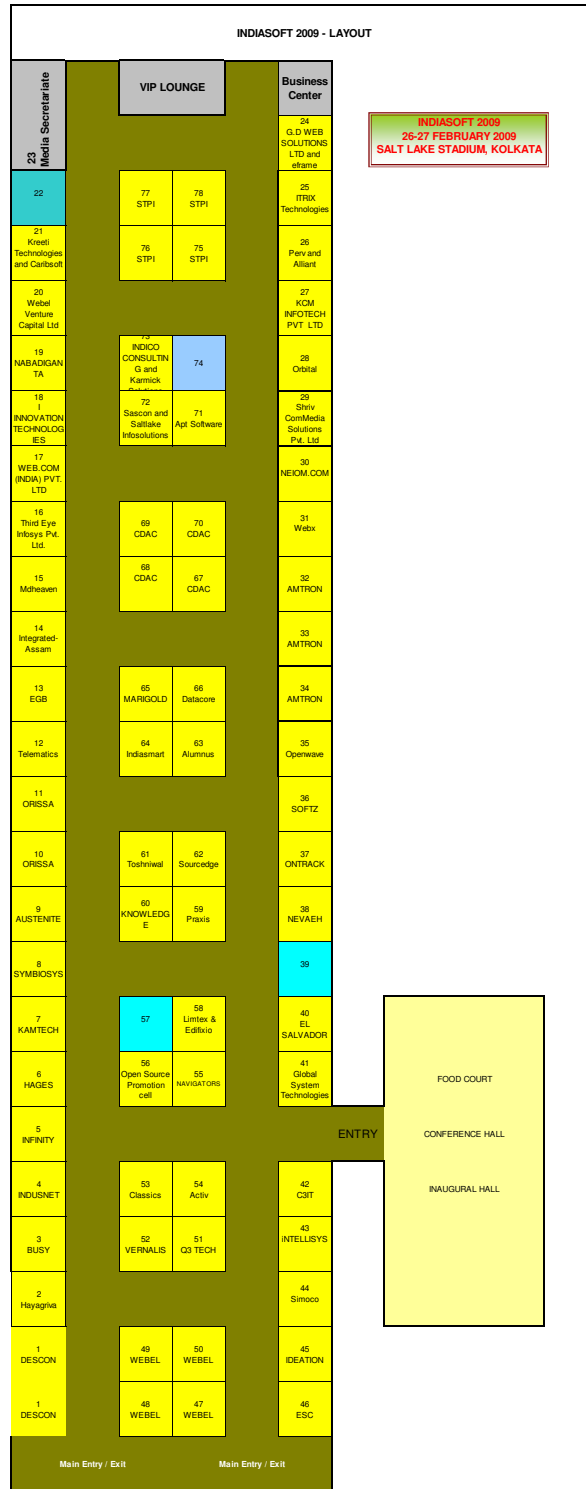 INDIASOFT 2009 - LAYOUT
23
Media Secretariate
VIP LOUNGE
Business
Center
INDIASOFT 2009
26-27 FEBRUARY 2009
SALT LAKE STADIUM, KOLKATA
24
G.D WEB
SOLUTIONS
LTD and
eframe
22
77
STPI
78
STPI
25
ITRIX
Technologies
21
Kreeti
Technologies
and Caribsoft
76
STPI
75
STPI
26
Perv and
Alliant
20
Webel
Venture
Capital Ltd
27
KCM
INFOTECH
PVT LTD
19
NABADIGAN
TA
73
INDICO
CONSULTIN
G and
Karmick
74
28
Orbital
18
I
INNOVATION
TECHNOLOG
IES
72
Sascon and
Saltlake
Infosolutions
71
Apt Software
29
Shriv
ComMedia
Solutions
Pvt. Ltd
17
WEB.COM
(INDIA) PVT.
LTD
30
NEIOM.COM
16
Third Eye
Infosys Pvt.
Ltd.
69
CDAC
70
CDAC
31
Webx
15
Mdheaven
68
CDAC
67
CDAC
32
AMTRON
14
Integrated-
Assam
33
AMTRON
13
EGB
65
MARIGOLD
66
Datacore
34
AMTRON
12
Telematics
64
Indiasmart
63
Alumnus
35
Openwave
11
ORISSA
36
SOFTZ
10
ORISSA
61
Toshniwal
62
Sourcedge
37
ONTRACK
9
AUSTENITE
60
KNOWLEDG
E
59
Praxis
38
NEVAEH
8
SYMBIOSYS
39
7
KAMTECH
57
58
Limtex &
Edifixio
40
EL
SALVADOR
6
HAGES
56
Open Source
Promotion
cell
55
NAVIGATORS
41
Global
System
Technologies
FOOD COURT
5
INFINITY
ENTRY
CONFERENCE HALL
4
INDUSNET
53
Classics
54
Activ
42
C3IT
INAUGURAL HALL
3
BUSY
52
VERNALIS
51
Q3 TECH
43
iNTELLISYS
2
Hayagriva
44
Simoco
1
DESCON
49
WEBEL
50
WEBEL
45
IDEATION
1
DESCON
48
WEBEL
47
WEBEL
46
ESC
Main Entry / Exit
Main Entry / Exit